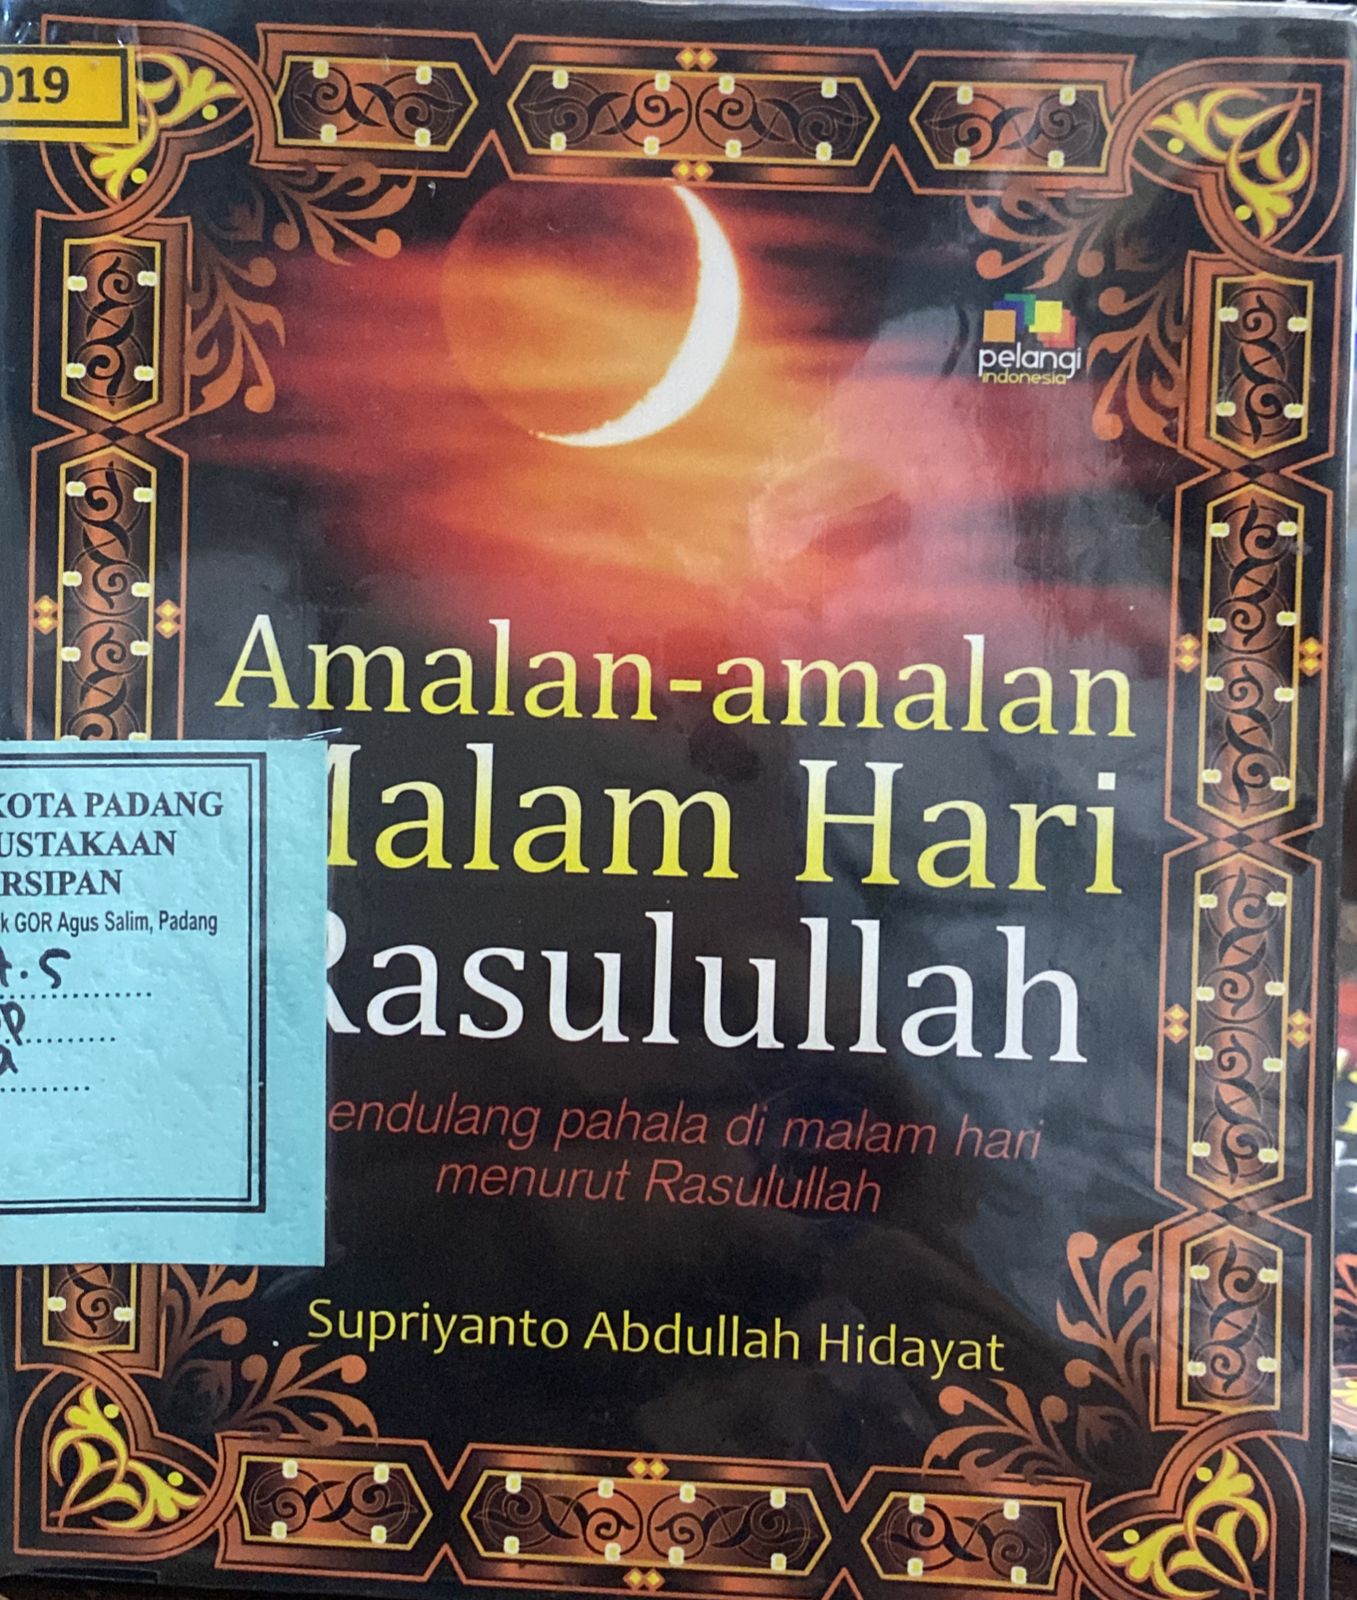 019
pelangi
indonesia
Amalan-amalan
Malam Hari
Rasulullah
endulang pahala di malam hari
menurut Rasulullah
Supriyanto Abdullah Hidayat
KOTA PADANG
USTAKAAN
RSIPAN
k GOR Agus Salim, Padang